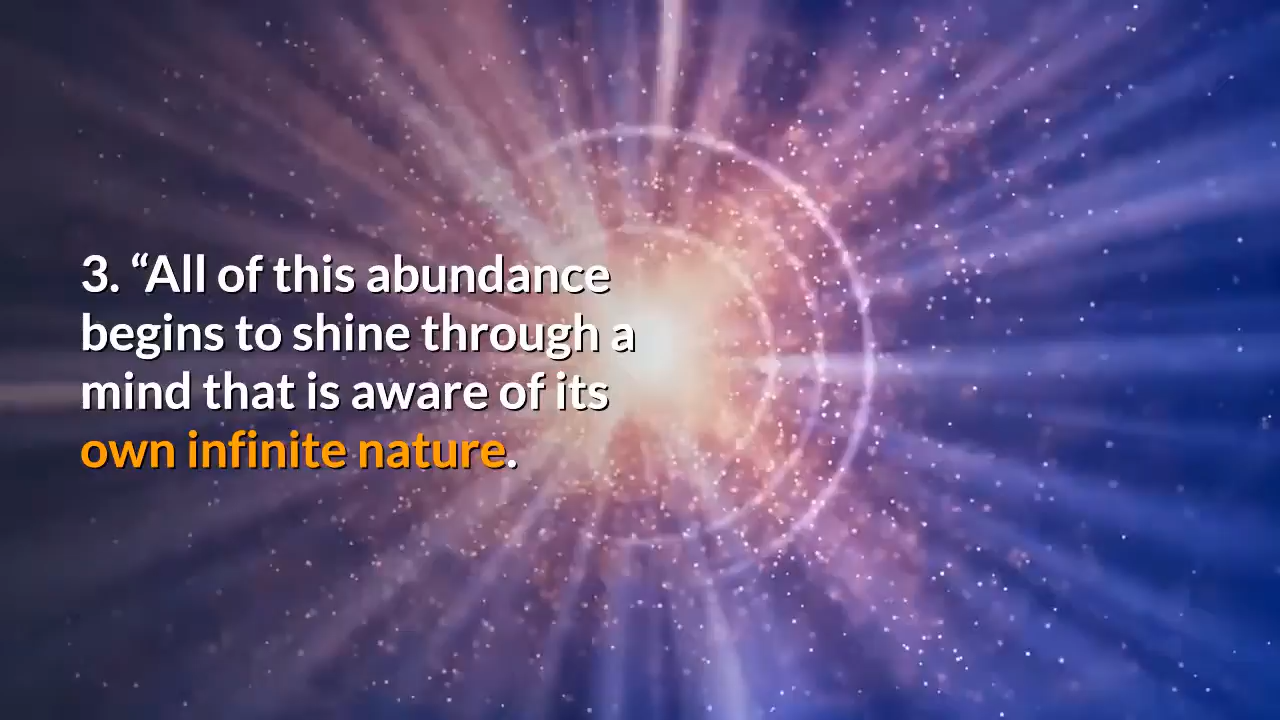 3. “All of this abundance
begins to shine through a
mind that is aware of its
own infinite nature.